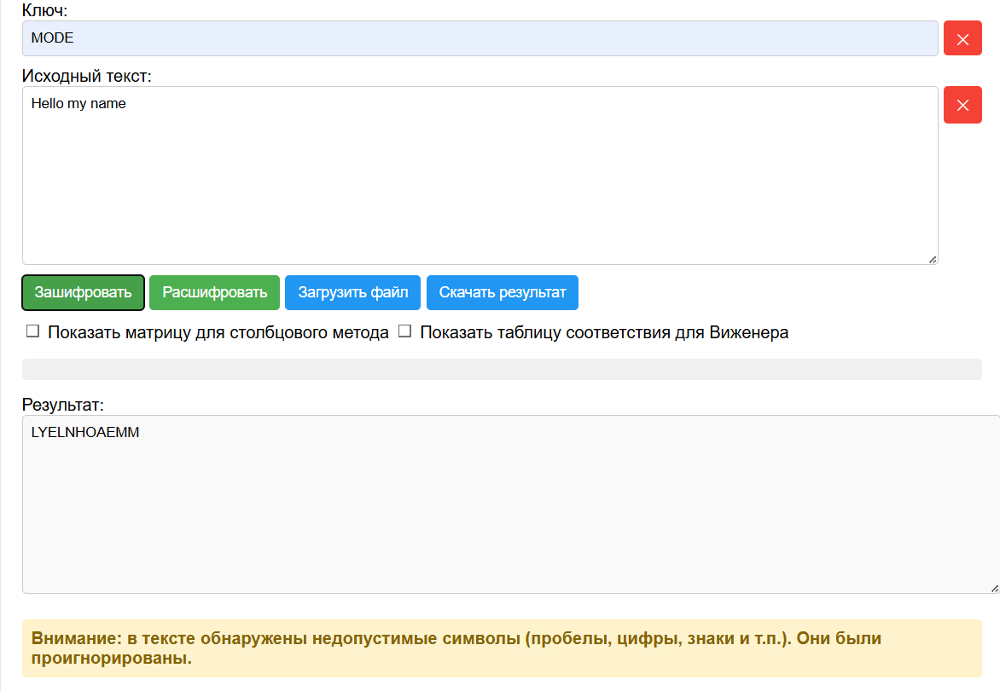 Ключ:
MODE
Исходный текст:
Hello my name
Зашифровать Расшифровать Загрузить файл Скачать результат
Показать матрицу для столбцового метода Показать таблицу соответствия для Виженера
Результат:
LYELNHOAEMM
Внимание: в тексте обнаружены недопустимые символы (пробелы, цифры, знаки и т.п.). Они были
проигнорированы.